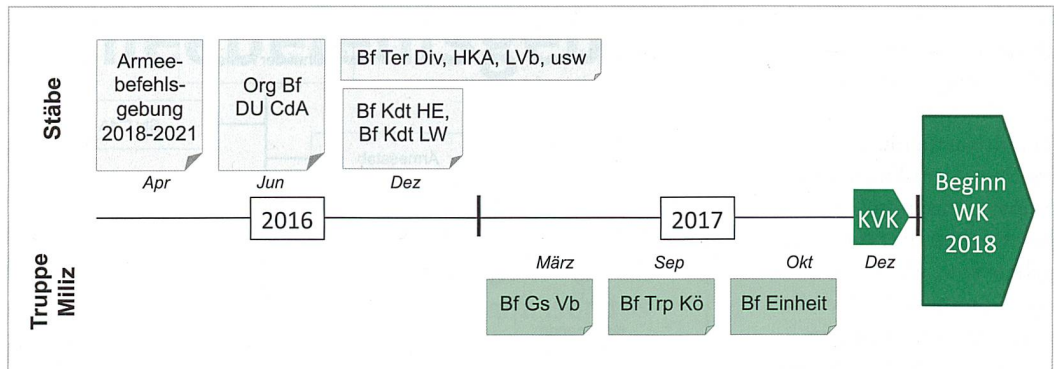 Stäbe
Armee-
befehls-
gebung
2018-2021
Apr
Org Bf
DU CdA
Jun
Bf Ter Div, HKA, LVb, usw
Bf Kdt HE,
Bf Kdt LW
Dez
2016
2017
KVK
Beginn
WK
2018
Truppe
Miliz
März
Sep
Okt
Dez
Bf Gs Vb
Bf Trp Kö
Bf Einheit